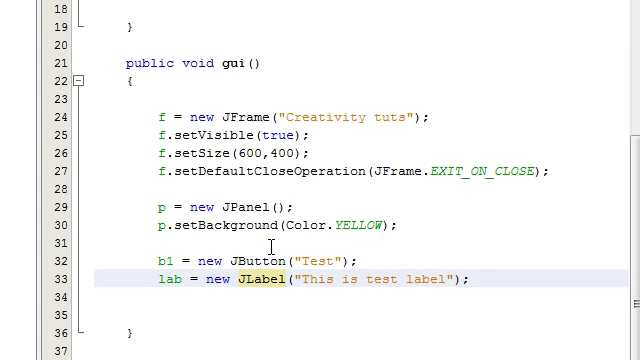 18
19 }
20
21 public void gui()
22 {
23
24 f = new JFrame("Creativity tuts");
25 f.setVisible(true);
26 f.setSize(600,400);
27 f.setDefaultCloseOperation(JFrame.EXIT_ON_CLOSE);
28
29 p = new JPanel();
30 p.setBackground(Color.YELLOW);
31
32 b1 = new JButton("Test");
33 lab = new JLabel("This is test label");
34
35
36 }
37